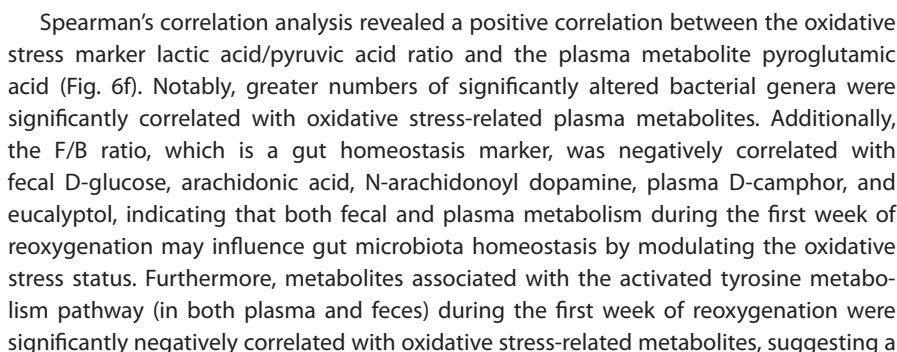 Spearman’s correlation analysis revealed a positive correlation between the oxidative
stress marker lactic acid/pyruvic acid ratio and the plasma metabolite pyroglutamic
acid (Fig. 6f). Notably, greater numbers of significantly altered bacterial genera were
significantly correlated with oxidative stress-related plasma metabolites. Additionally,
the F/B ratio, which is a gut homeostasis marker, was negatively correlated with
fecal D-glucose, arachidonic acid, N-arachidonoyl dopamine, plasma D-camphor, and
eucalyptol, indicating that both fecal and plasma metabolism during the first week of
reoxygenation may influence gut microbiota homeostasis by modulating the oxidative
stress status. Furthermore, metabolites associated with the activated tyrosine metabo-
lism pathway (in both plasma and feces) during the first week of reoxygenation were
significantly negatively correlated with oxidative stress-related metabolites, suggesting a